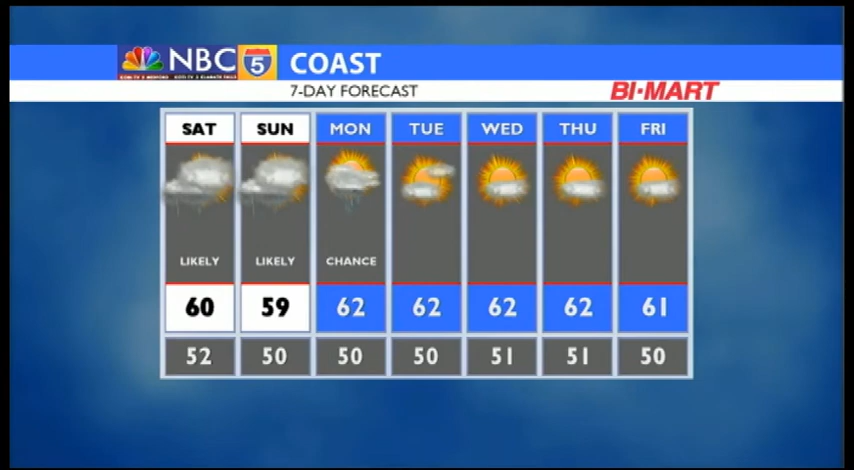 NBC 5 COAST
7-DAY FORECAST BI-MART
SAT SUN MON TUE WED THU FRI
LIKELY LIKELY CHANCE
60 59 62 62 62 62 61
52 50 50 50 51 51 50